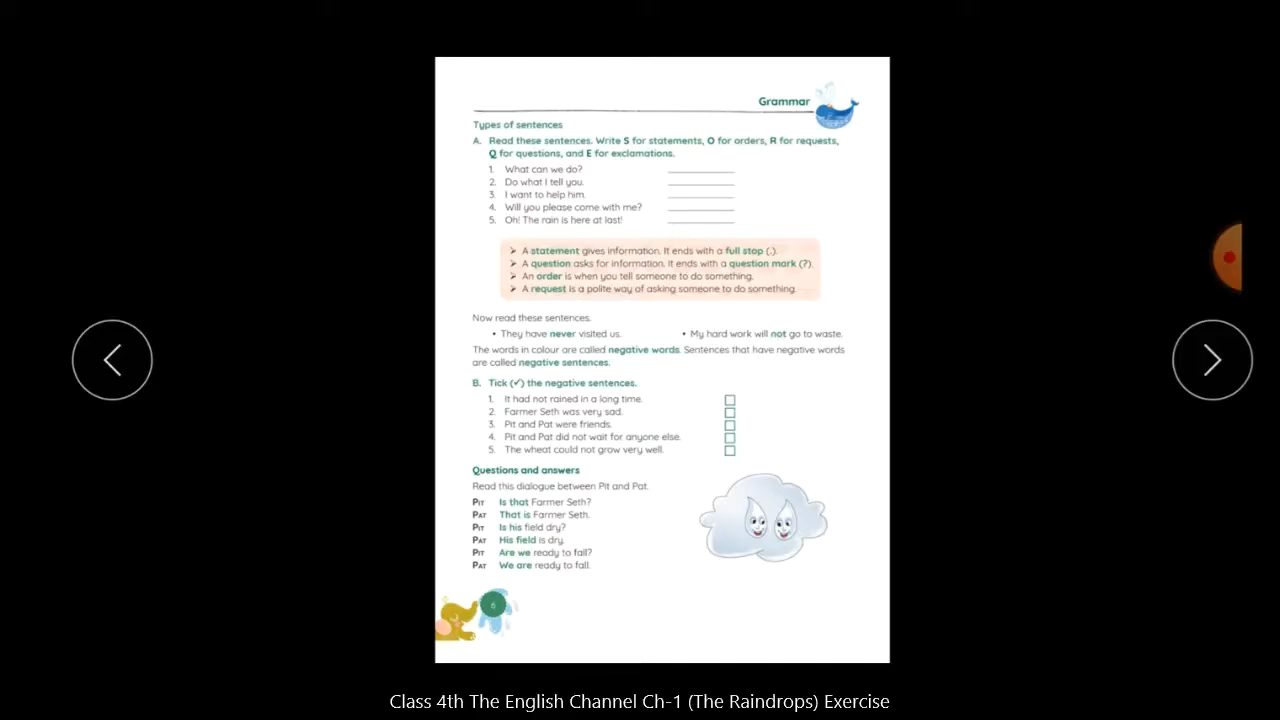 Grammar
Types of sentences
A. Read these sentences. Write S for statements, O for orders, R for requests,
Q for questions, and E for exclamations.
1. What can we do? __________
2. Do what I tell you. __________
3. I want to help him. __________
4. Will you please come with me? __________
5. Oh! The rain is here at last! __________
➢ A statement gives information. It ends with a full stop (.).
➢ A question asks for information. It ends with a question mark (?).
➢ An order is when you tell someone to do something.
➢ A request is a polite way of asking someone to do something.
Now read these sentences.
• They have never visited us. • My hard work will not go to waste.
The words in colour are called negative words. Sentences that have negative words
are called negative sentences.
B. Tick (✓) the negative sentences.
1. It had not rained in a long time. ☐
2. Farmer Seth was very sad. ☐
3. Pit and Pat were friends. ☐
4. Pit and Pat did not wait for anyone else. ☐
5. The wheat could not grow very well. ☐
Questions and answers
Read this dialogue between Pit and Pat.
PIT Is that Farmer Seth?
PAT That is Farmer Seth.
PIT Is his field dry?
PAT His field is dry.
PIT Are we ready to fall?
PAT We are ready to fall.
6
Class 4th The English Channel Ch-1 (The Raindrops) Exercise